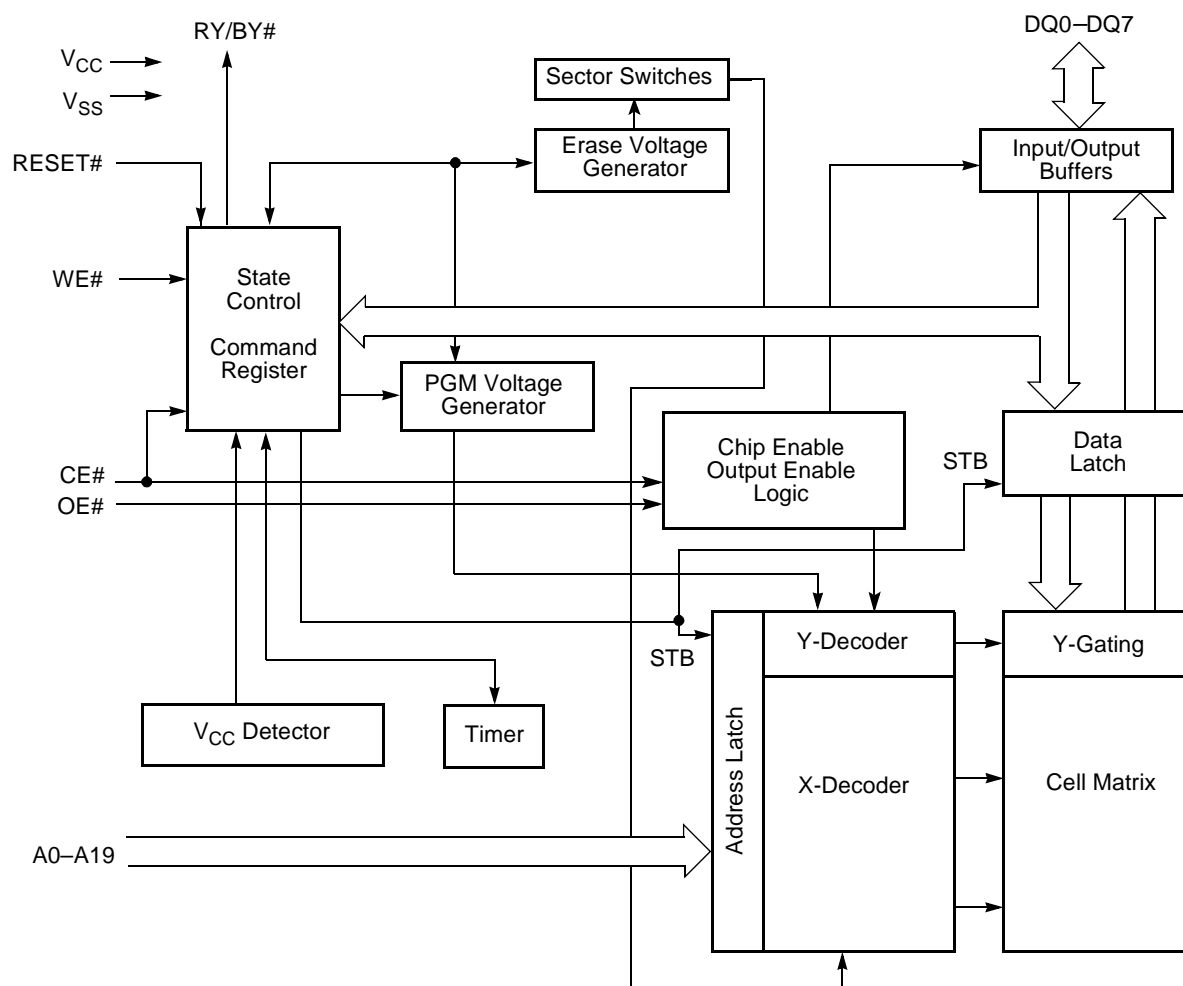 RY/BY#
DQ0–DQ7
VCC
VSS
Sector Switches
RESET#
Erase Voltage
Generator
Input/Output
Buffers
WE#
State
Control
Command
Register
PGM Voltage
Generator
Chip Enable
Output Enable
Logic
STB
Data
Latch
CE#
OE#
STB
Y-Decoder
Y-Gating
VCC Detector
Timer
Address Latch
X-Decoder
Cell Matrix
A0–A19